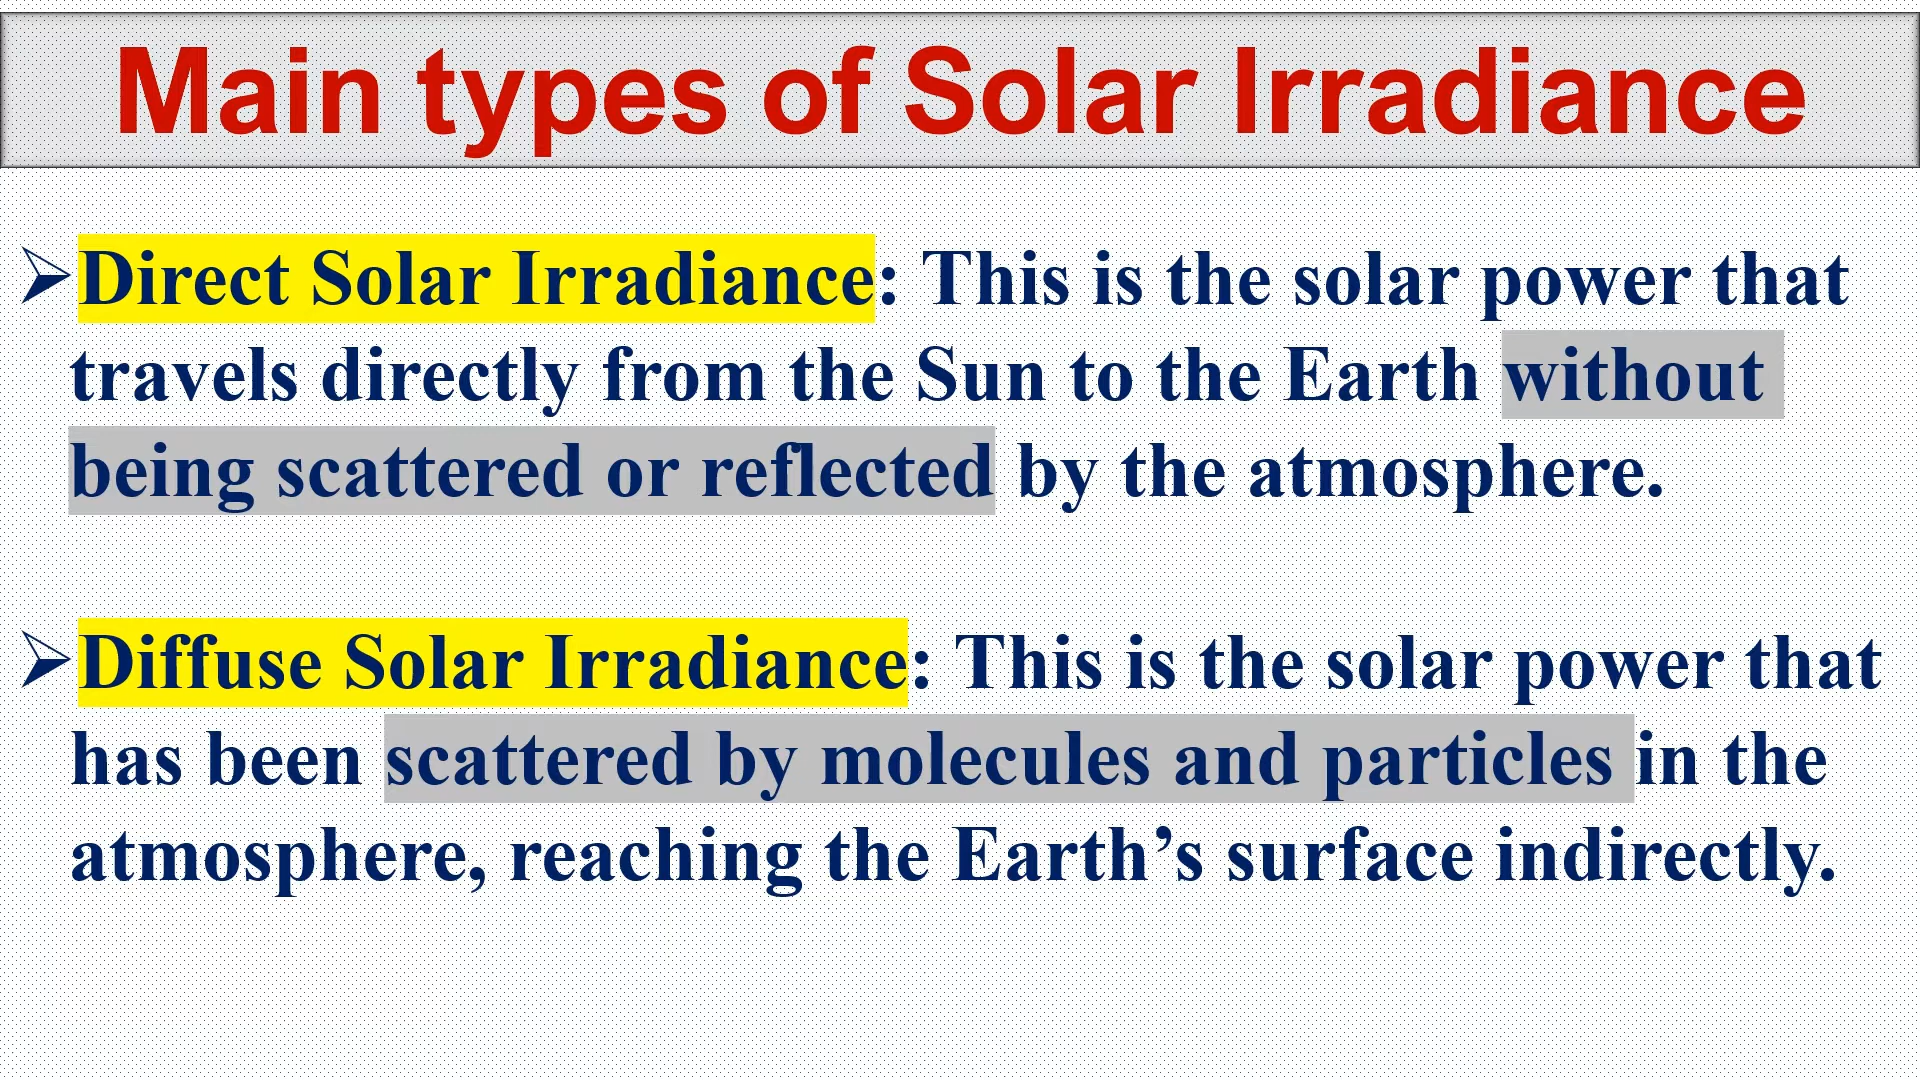 Main types of Solar Irradiance
➢Direct Solar Irradiance: This is the solar power that
travels directly from the Sun to the Earth without
being scattered or reflected by the atmosphere.
➢Diffuse Solar Irradiance: This is the solar power that
has been scattered by molecules and particles in the
atmosphere, reaching the Earth’s surface indirectly.